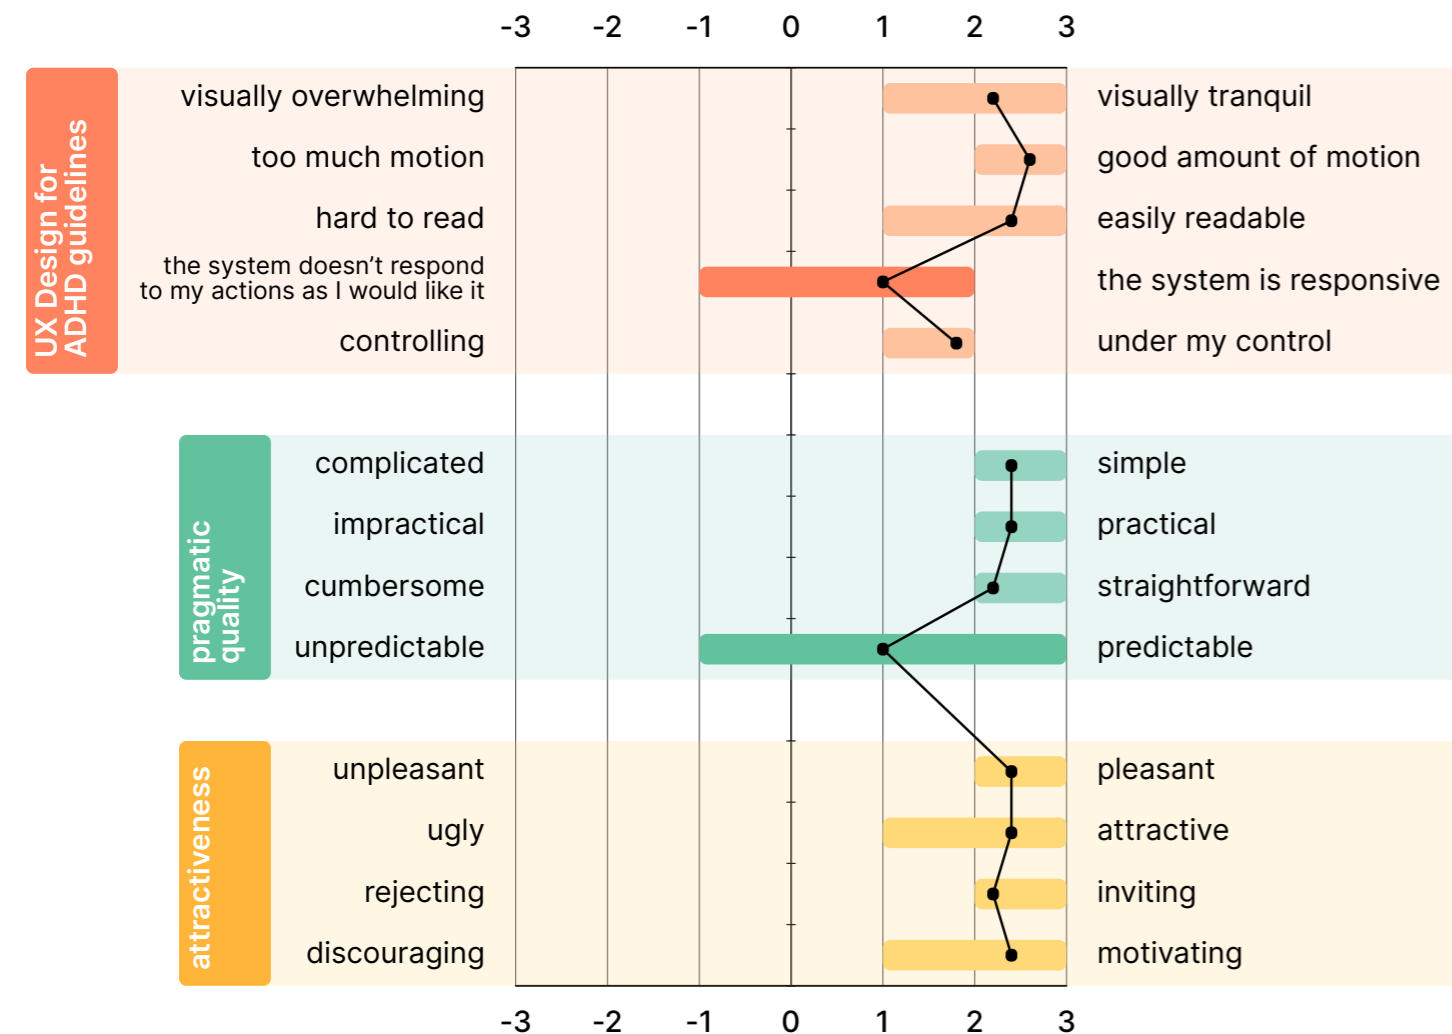 -3 -2 -1 0 1 2 3
UX Design for
ADHD guidelines
visually overwhelming visually tranquil
too much motion good amount of motion
hard to read easily readable
the system doesn’t respond
to my actions as I would like it the system is responsive
controlling under my control
pragmatic
quality
complicated simple
impractical practical
cumbersome straightforward
unpredictable predictable
attractiveness
unpleasant pleasant
ugly attractive
rejecting inviting
discouraging motivating
-3 -2 -1 0 1 2 3